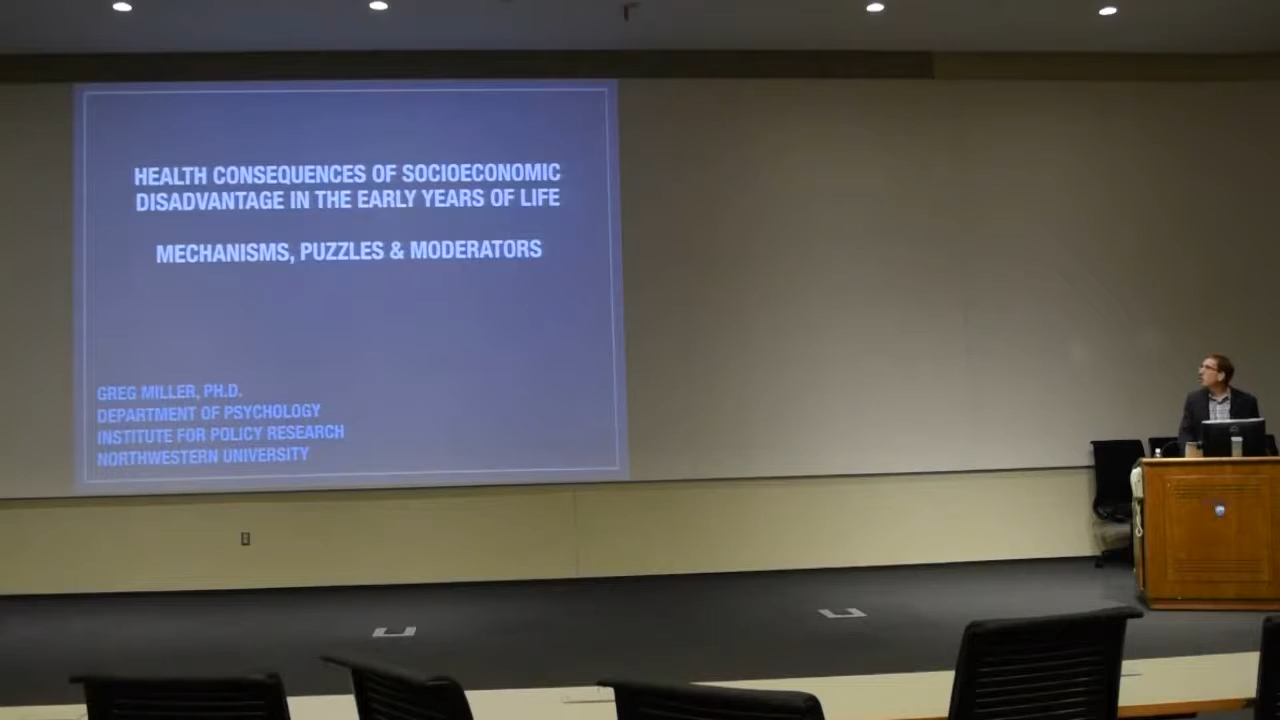 HEALTH CONSEQUENCES OF SOCIOECONOMIC
DISADVANTAGE IN THE EARLY YEARS OF LIFE
MECHANISMS, PUZZLES & MODERATORS
GREG MILLER, PH.D.
DEPARTMENT OF PSYCHOLOGY
INSTITUTE FOR POLICY RESEARCH
NORTHWESTERN UNIVERSITY